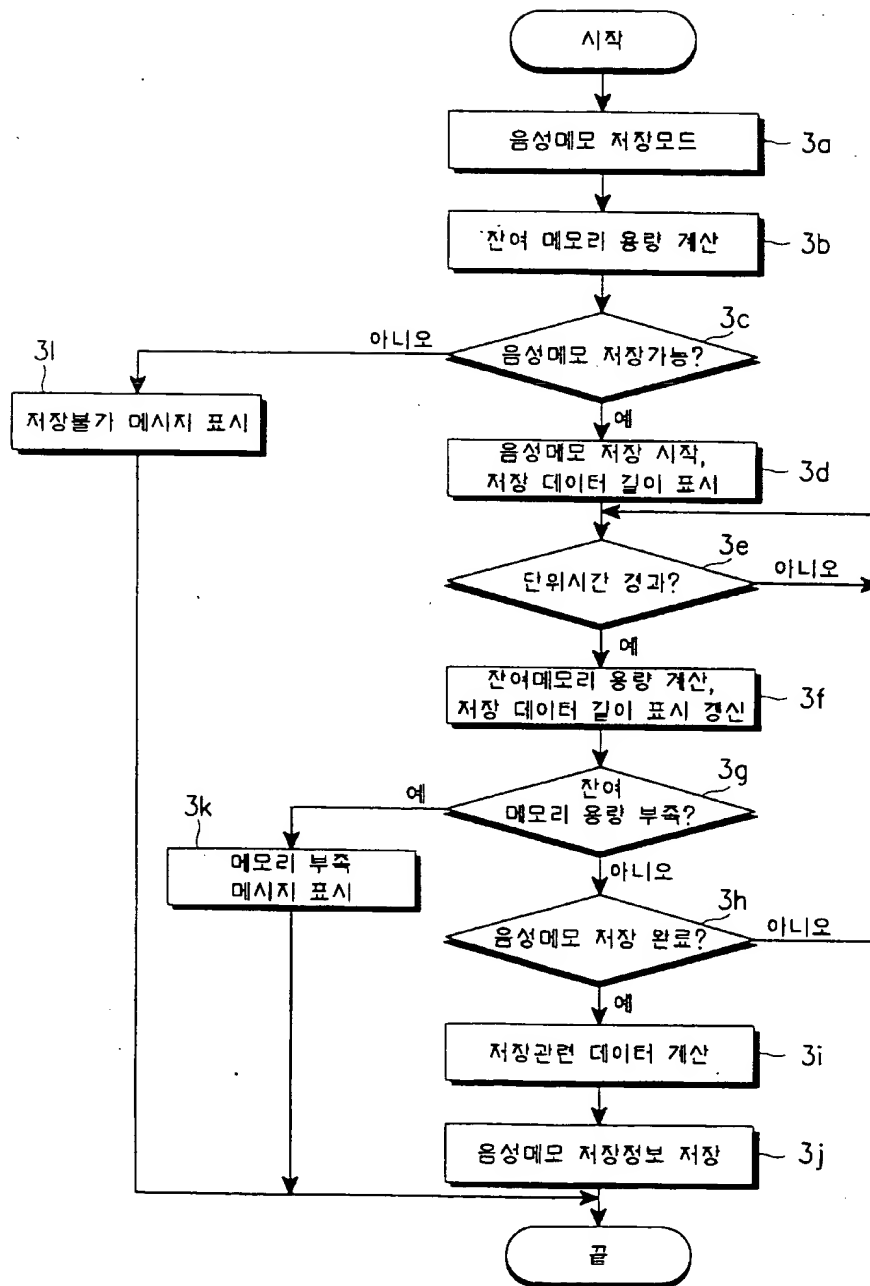 시작
음성메모 저장모드
3a
잔여 메모리 용량 계산
3b
3c
아니오
음성메모 저장가능?
3l
예
저장불가 메시지 표시
음성메모 저장 시작,
저장 데이터 길이 표시
3d
3e
단위시간 경과?
아니오
예
잔여메모리 용량 계산,
저장 데이터 길이 표시 갱신
3f
3g
예
잔여
메모리 용량 부족?
3k
메모리 부족
메시지 표시
아니오
3h
음성메모 저장 완료?
아니오
예
저장관련 데이터 계산
3i
음성메모 저장정보 저장
3j
끝